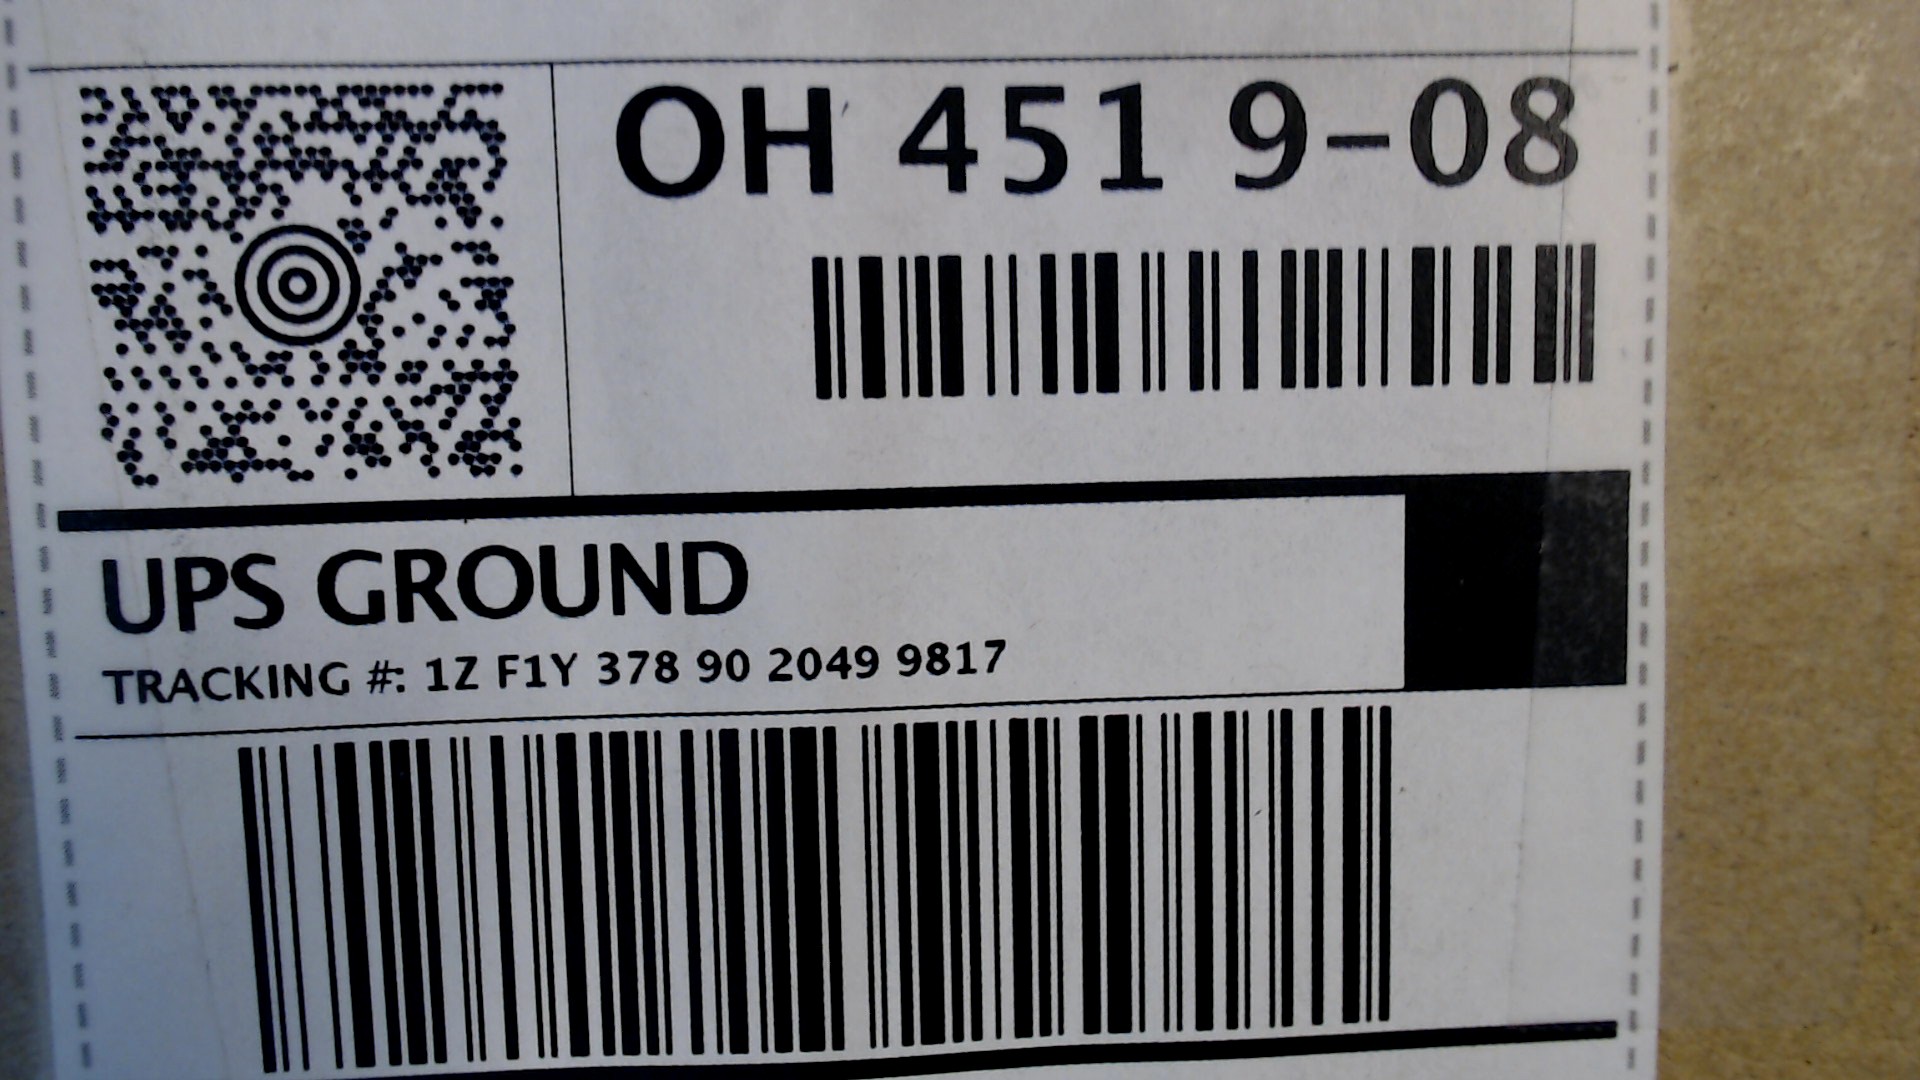 OH 451 9-08
UPS GROUND
TRACKING #: 1Z F1Y 378 90 2049 9817